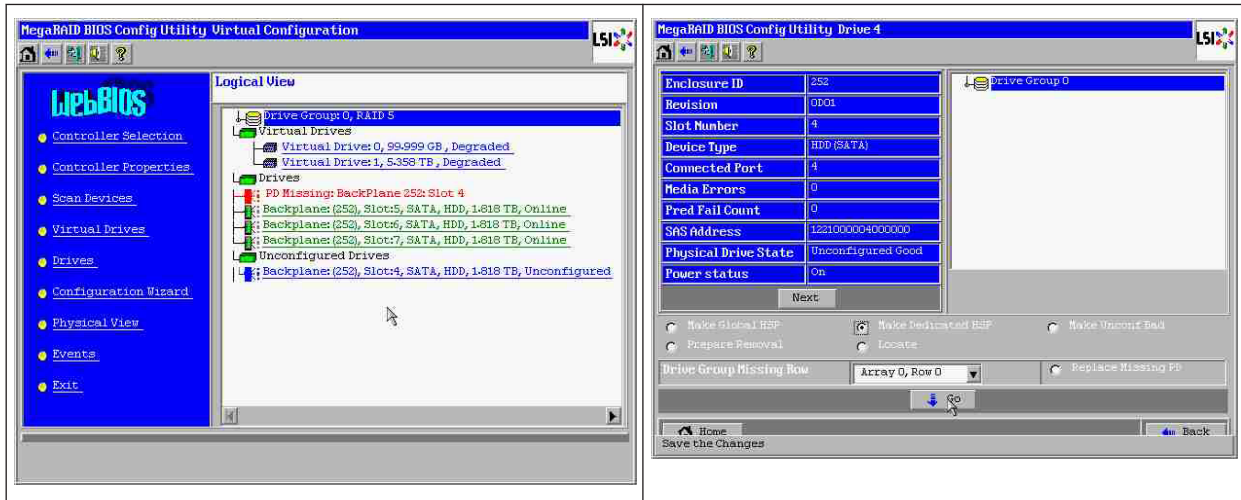 MegaRAID BIOS Config Utility Virtual Configuration
LSI
WebBIOS
Controller Selection
Controller Properties
Scan Devices
Virtual Drives
Drives
Configuration Wizard
Physical View
Events
Exit
Logical View
Drive Group: 0, RAID 5
Virtual Drives
Virtual Drive: 0, 99.999 GB, Degraded
Virtual Drive: 1, 5.358 TB, Degraded
Drives
PD Missing: BackPlane 252: Slot 4
Backplane: (252), Slot:5, SATA, HDD, 1.818 TB, Online
Backplane: (252), Slot:6, SATA, HDD, 1.818 TB, Online
Backplane: (252), Slot:7, SATA, HDD, 1.818 TB, Online
Unconfigured Drives
Backplane: (252), Slot:4, SATA, HDD, 1.818 TB, Unconfigured
MegaRAID BIOS Config Utility Drive 4
LSI
Enclosure ID 252
Revision 0D01
Slot Number 4
Device Type HDD (SATA)
Connected Port 4
Media Errors 0
Pred Fail Count 0
SAS Address 1221000004000000
Physical Drive State Unconfigured Good
Power status On
Next
Drive Group 0
Make Global HSP Make Dedicated HSP Make Unconf Bad
Prepare Removal Locate
Drive Group Missing Row Array 0, Row 0 Replace Missing PD
Go
Home Back
Save the Changes